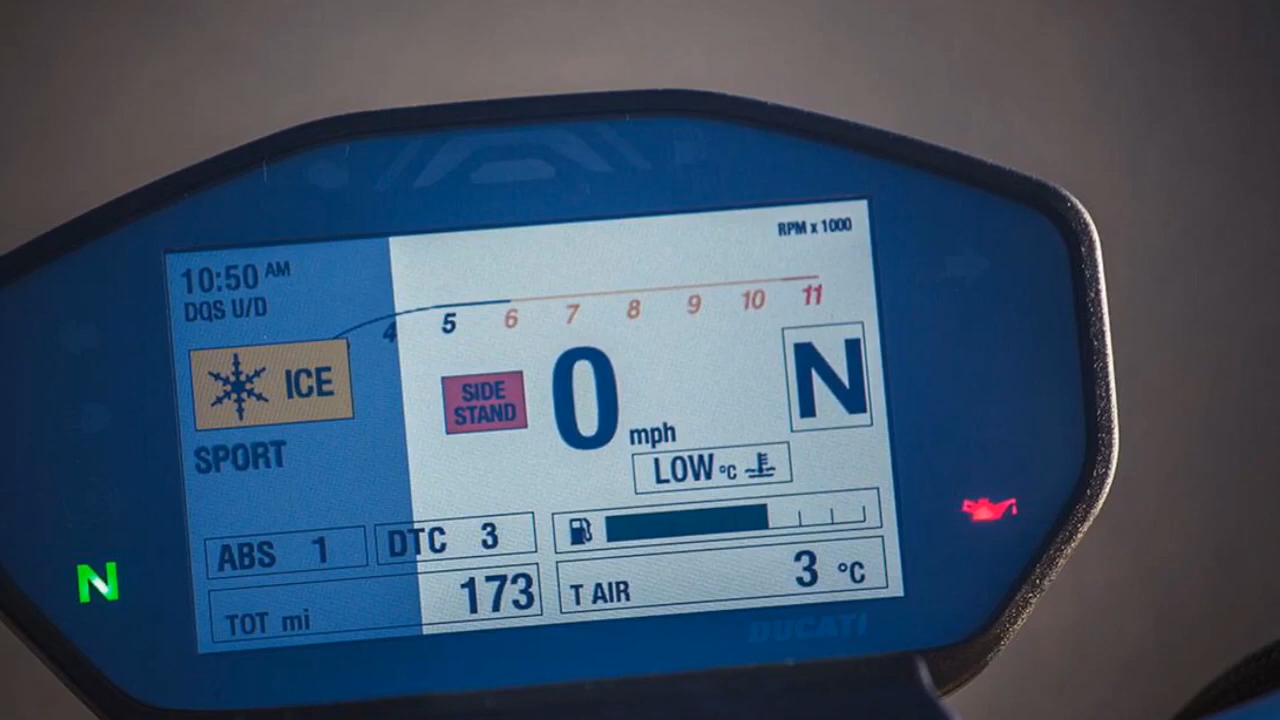 RPM x 1000
10:50 AM
DQS U/D
4 5 6 7 8 9 10 11
ICE
SIDE
STAND
0 mph
N
SPORT
LOW °C
ABS 1
DTC 3
TOT mi 173
T AIR 3 °C
N
DUCATI